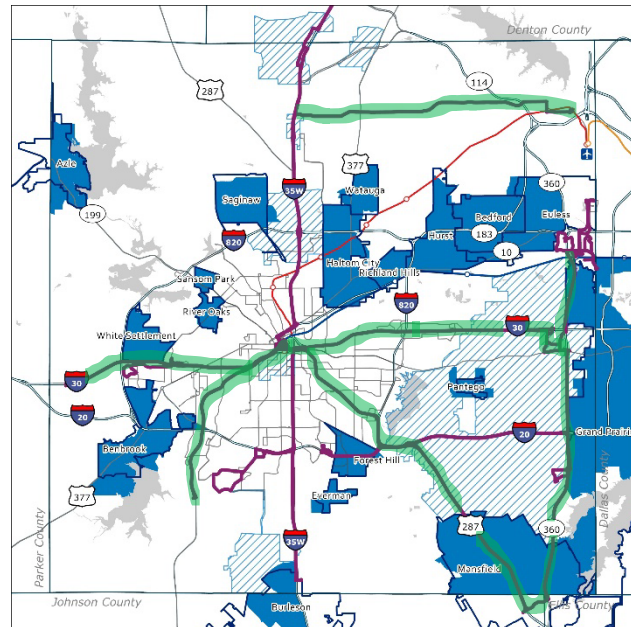 Denton County
287
114
377
35W
360
Azle
Saginaw
Watauga
Bedford
Euless
199
820
Hurst
183
Haltom City
10
Sansom Park
Richland Hills
River Oaks
820
White Settlement
30
30
Pantego
20
20
Grand Prairie
Benbrook
Forest Hill
Everman
377
287
360
Dallas County
Parker County
35W
Mansfield
Johnson County
Burleson
Ellis County